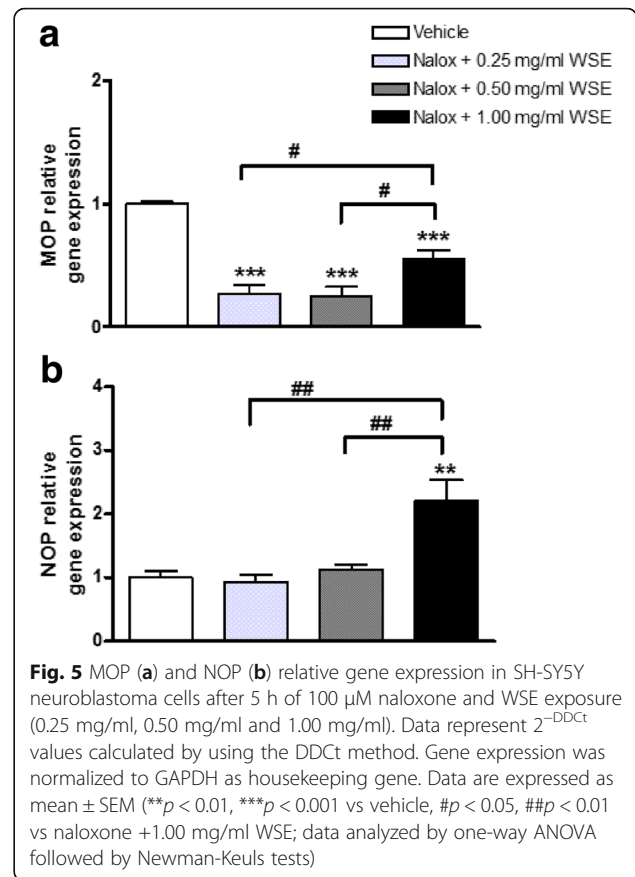 a
Vehicle
Nalox + 0.25 mg/ml WSE
Nalox + 0.50 mg/ml WSE
Nalox + 1.00 mg/ml WSE
MOP relative
gene expression
2
1
0
#
#
***
***
***
b
NOP relative
gene expression
4
3
2
1
0
##
##
**
Fig. 5 MOP (a) and NOP (b) relative gene expression in SH-SY5Y
neuroblastoma cells after 5 h of 100 μM naloxone and WSE exposure
(0.25 mg/ml, 0.50 mg/ml and 1.00 mg/ml). Data represent 2−DDCt
values calculated by using the DDCt method. Gene expression was
normalized to GAPDH as housekeeping gene. Data are expressed as
mean ± SEM (**p < 0.01, ***p < 0.001 vs vehicle, #p < 0.05, ##p < 0.01
vs naloxone +1.00 mg/ml WSE; data analyzed by one-way ANOVA
followed by Newman-Keuls tests)